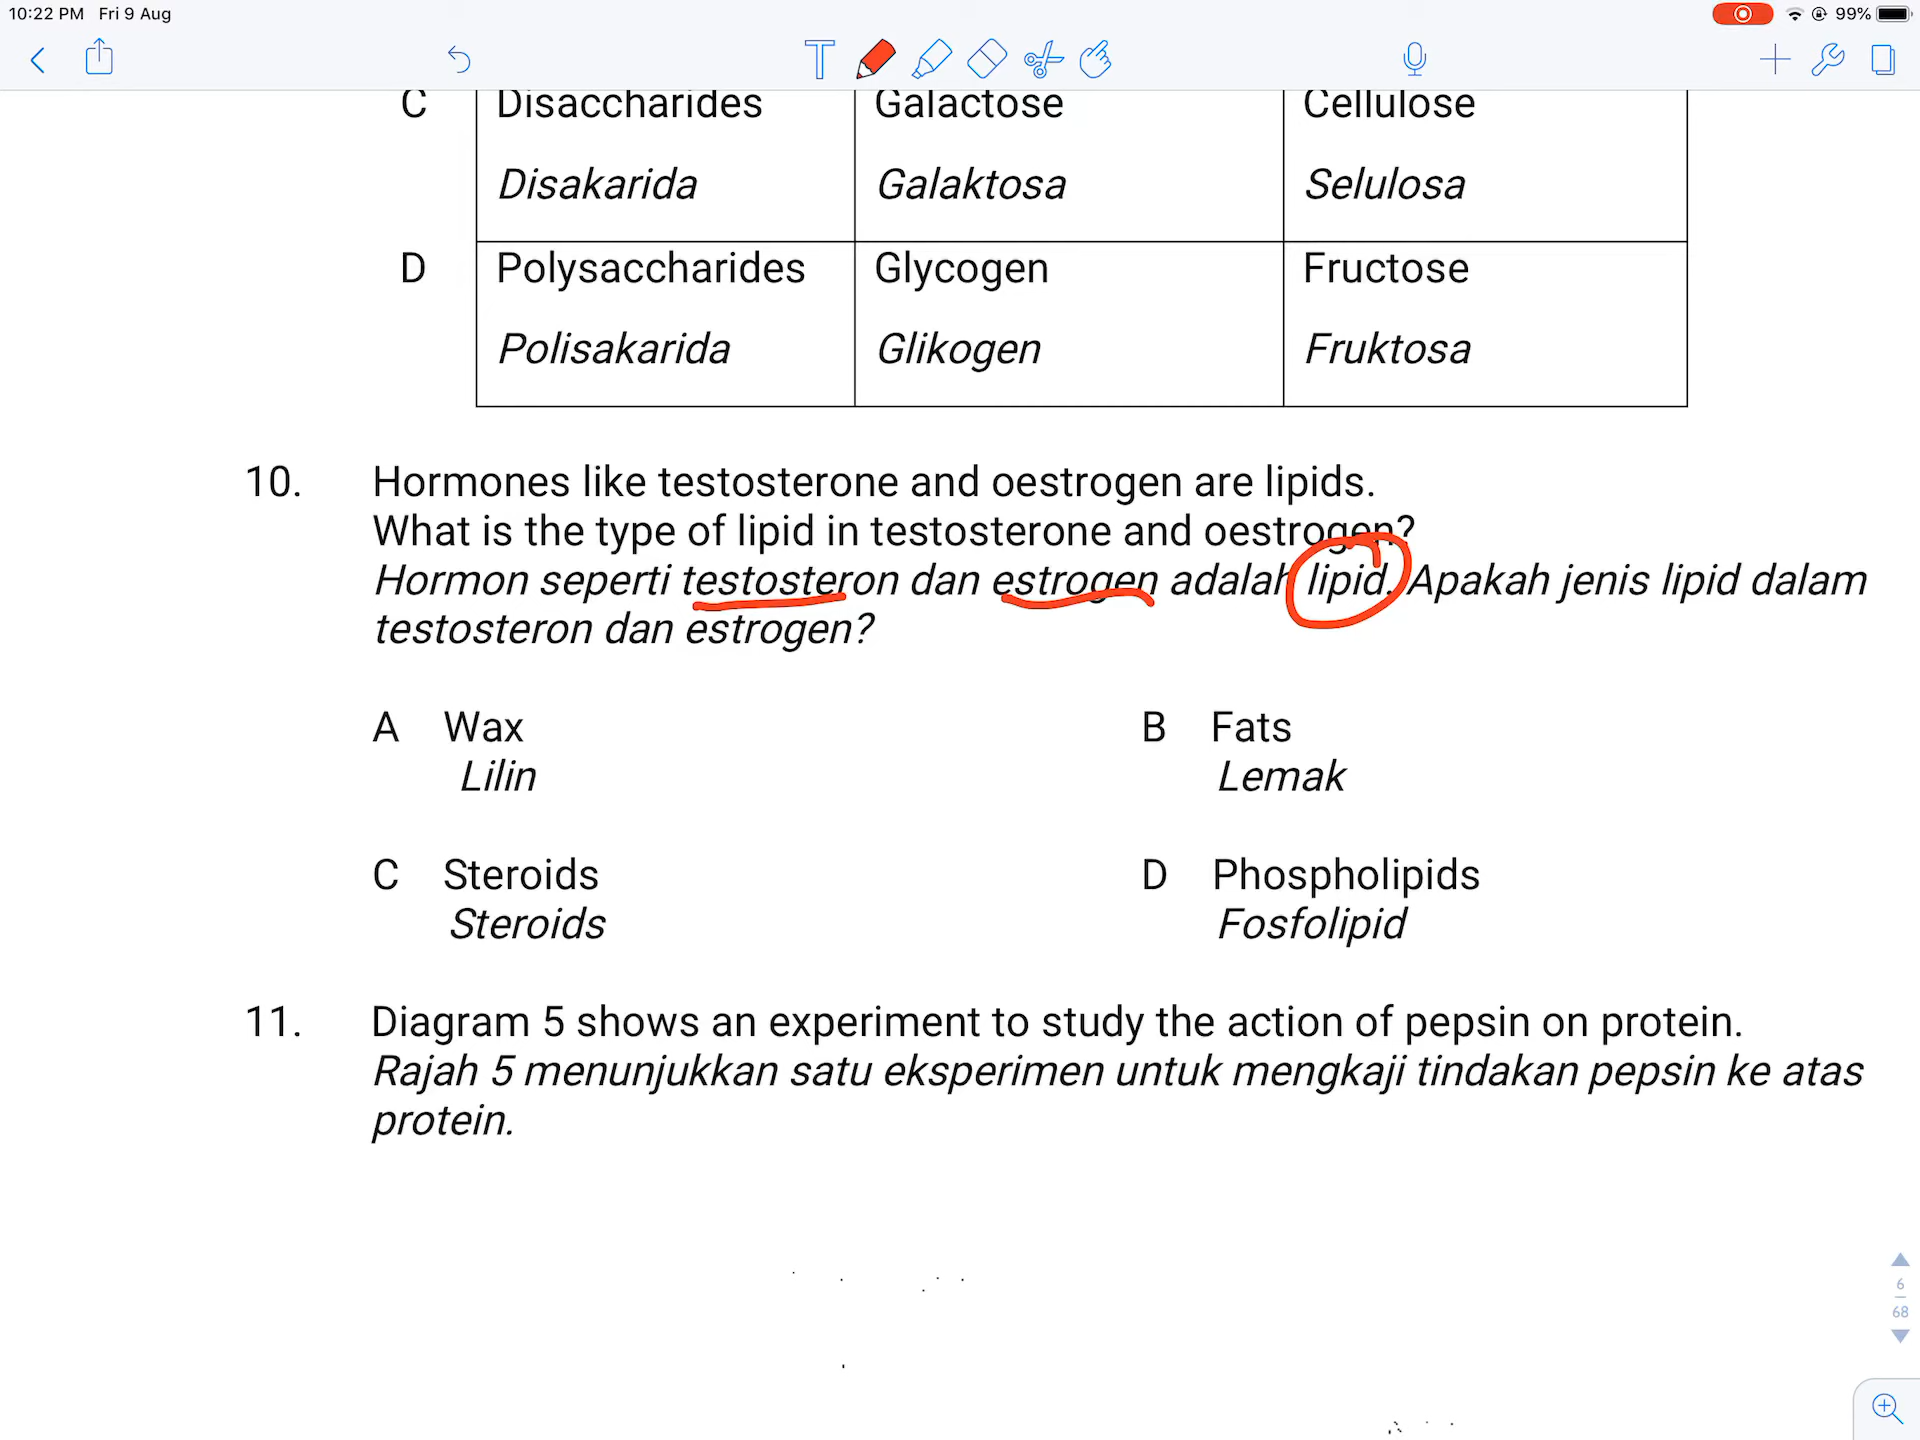 10:22 PM Fri 9 Aug
99%
C Disaccharides Galactose Cellulose
Disakarida Galaktosa Selulosa
D Polysaccharides Glycogen Fructose
Polisakarida Glikogen Fruktosa
10. Hormones like testosterone and oestrogen are lipids.
What is the type of lipid in testosterone and oestrogen?
Hormon seperti testosteron dan estrogen adalah lipid. Apakah jenis lipid dalam
testosteron dan estrogen?
A Wax B Fats
Lilin Lemak
C Steroids D Phospholipids
Steroids Fosfolipid
11. Diagram 5 shows an experiment to study the action of pepsin on protein.
Rajah 5 menunjukkan satu eksperimen untuk mengkaji tindakan pepsin ke atas
protein.
6
68